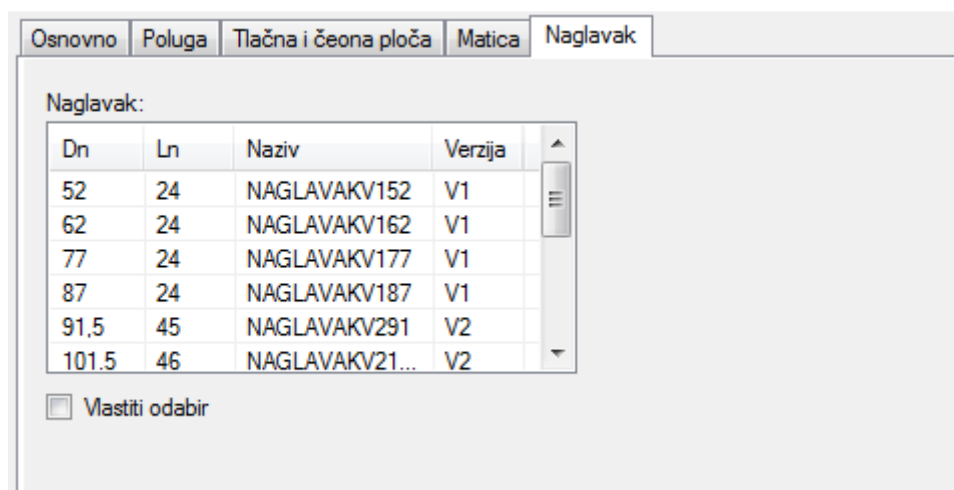 Osnovno Poluga Tlačna i čeona ploča Matica Naglavak
Naglavak:
Dn Ln Naziv Verzija
52 24 NAGLAVAKV152 V1
62 24 NAGLAVAKV162 V1
77 24 NAGLAVAKV177 V1
87 24 NAGLAVAKV187 V1
91,5 45 NAGLAVAKV291 V2
101.5 46 NAGLAVAKV21... V2
Vlastiti odabir